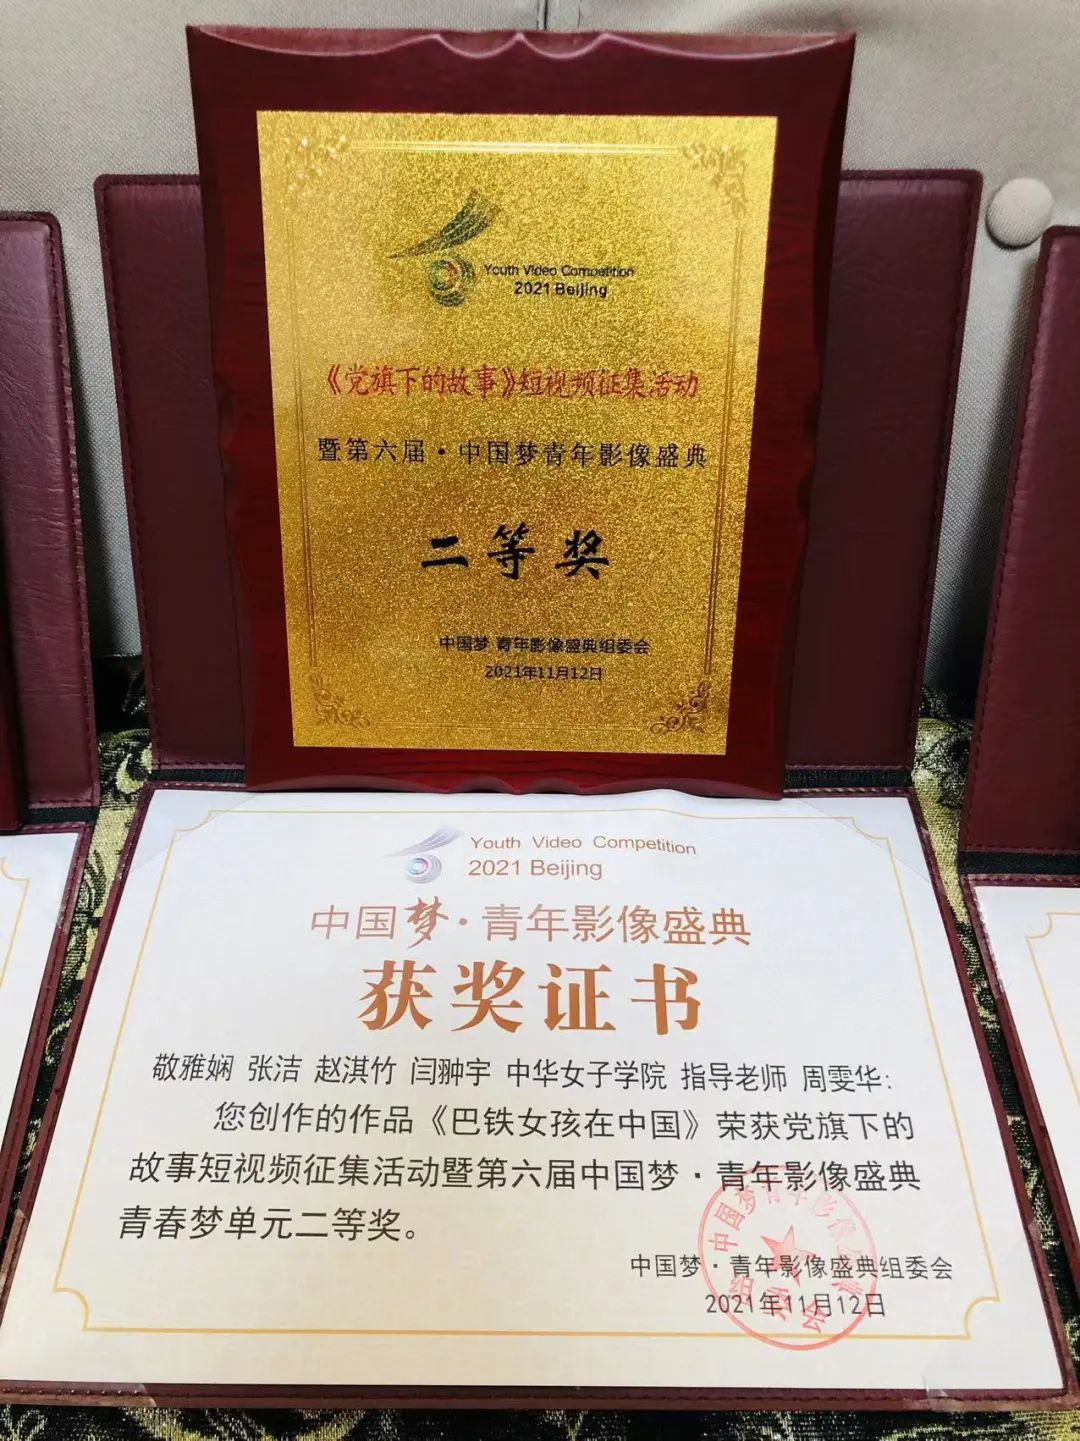 Youth Video Competition
2021 Beijing
《党旗下的故事》短视频征集活动
暨第六届·中国梦青年影像盛典
二等奖
中国梦·青年影像盛典组委会
2021年11月12日
Youth Video Competition
2021 Beijing
中国梦·青年影像盛典
获奖证书
敬雅娴 张洁 赵淇竹 闫翀宇 中华女子学院 指导老师 周雯华:
您创作的作品《巴铁女孩在中国》荣获党旗下的
故事短视频征集活动暨第六届中国梦·青年影像盛典
青春梦单元二等奖。
中国梦·青年影像盛典组委会
2021年11月12日